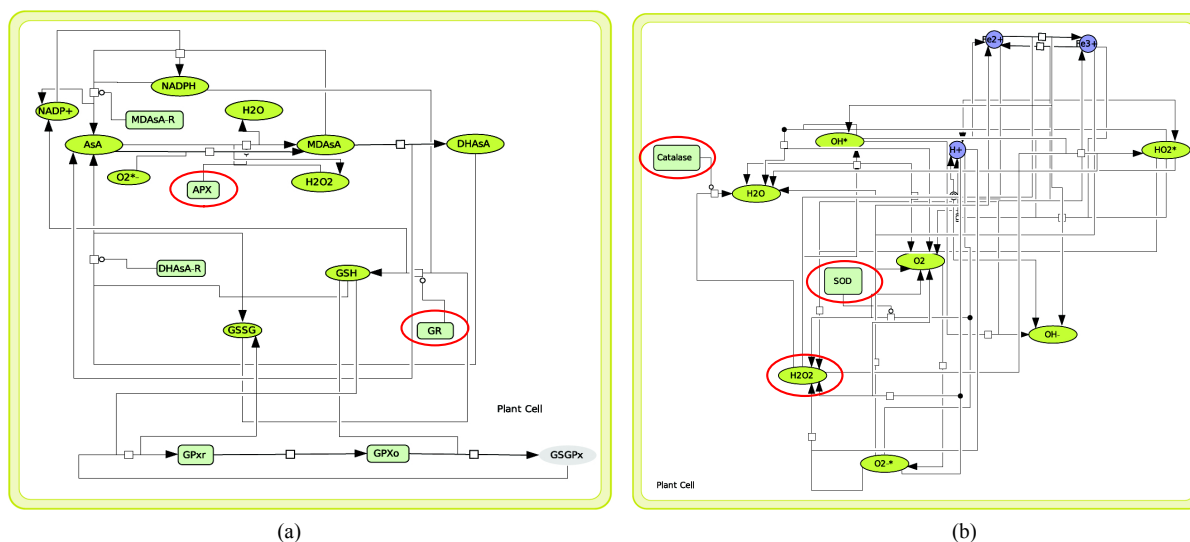 NADPH
NADP+
H2O
MDAsA-R
AsA
MDAsA
DHAsA
O2*-
APX
H2O2
DHAsA-R
GSH
GSSG
GR
Plant Cell
GPxr
GPXo
GSGPx
(a)
Fe2+
Fe3+
OH*
H+
HO2*
Catalase
H2O
O2
SOD
OH-
H2O2
O2-*
Plant Cell
(b)